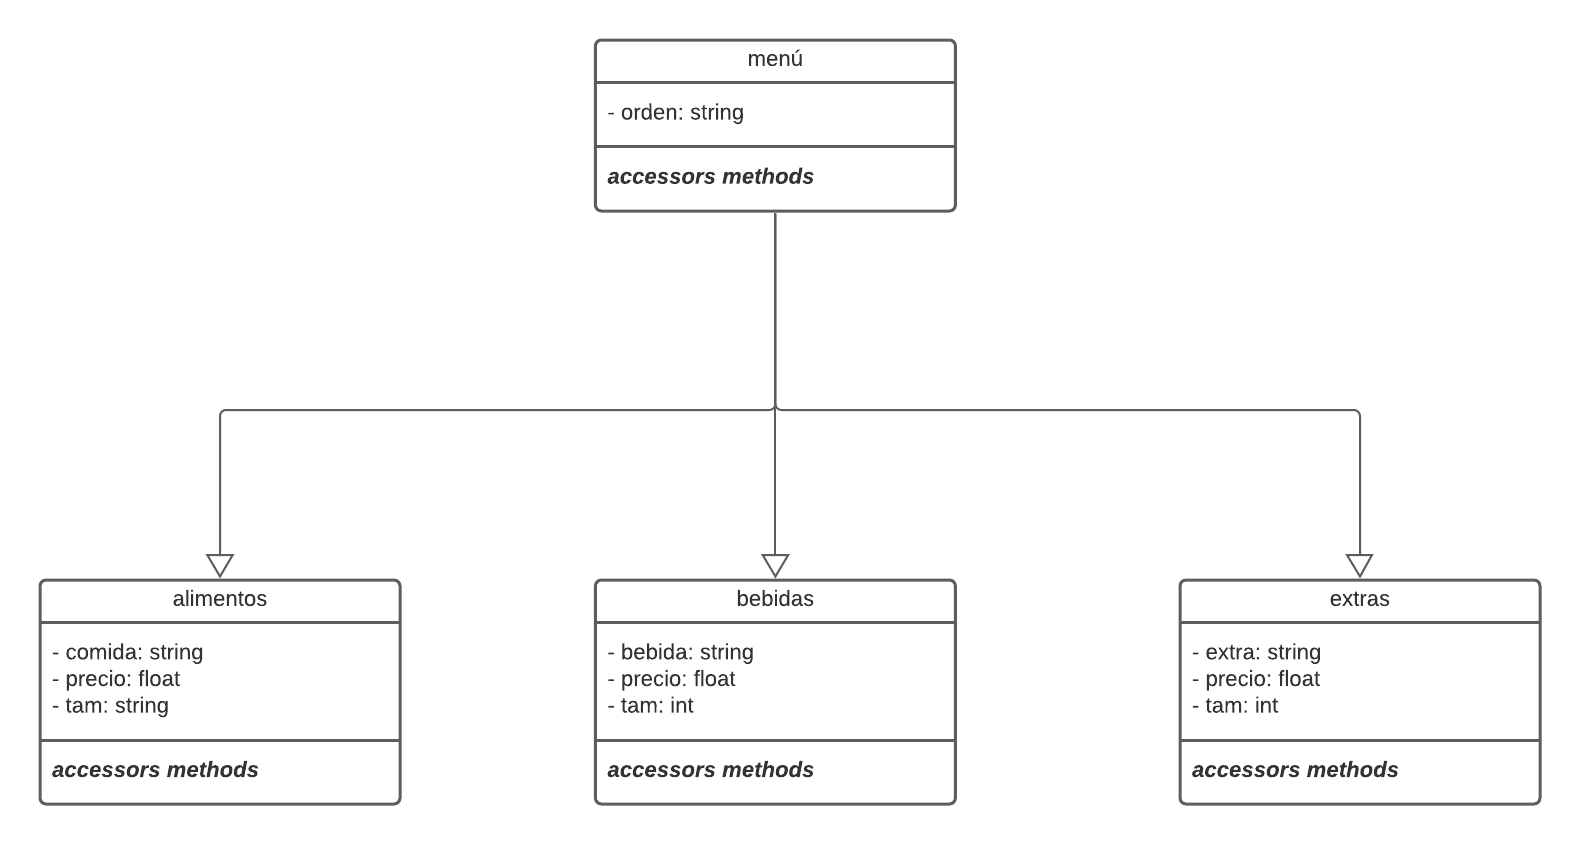 menú
- orden: string
accessors methods
alimentos
- comida: string
- precio: float
- tam: string
accessors methods
bebidas
- bebida: string
- precio: float
- tam: int
accessors methods
extras
- extra: string
- precio: float
- tam: int
accessors methods